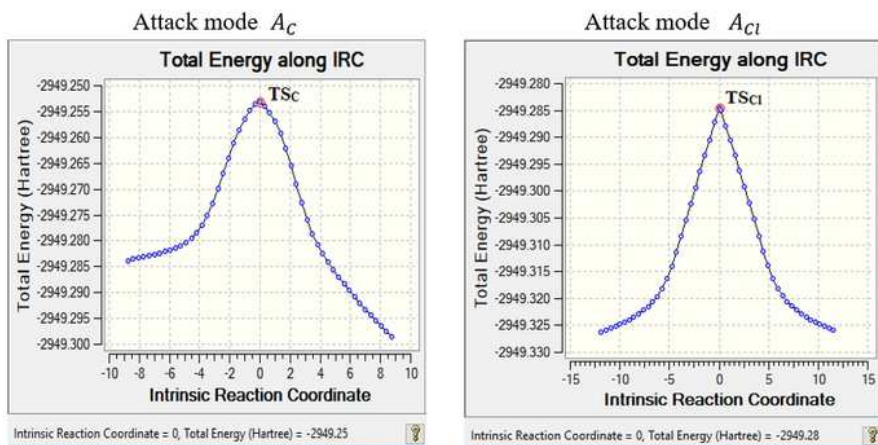 Attack mode A_C
Total Energy along IRC
TS_C
Total Energy (Hartree)
-2949.250
-2949.255
-2949.260
-2949.265
-2949.270
-2949.275
-2949.280
-2949.285
-2949.290
-2949.295
-2949.300
-10 -8 -6 -4 -2 0 2 4 6 8 10
Intrinsic Reaction Coordinate
Intrinsic Reaction Coordinate = 0, Total Energy (Hartree) = -2949.25
?
Attack mode A_Cl
Total Energy along IRC
TS_Cl
Total Energy (Hartree)
-2949.280
-2949.285
-2949.290
-2949.295
-2949.300
-2949.305
-2949.310
-2949.315
-2949.320
-2949.325
-2949.330
-15 -10 -5 0 5 10 15
Intrinsic Reaction Coordinate
Intrinsic Reaction Coordinate = 0, Total Energy (Hartree) = -2949.28
?